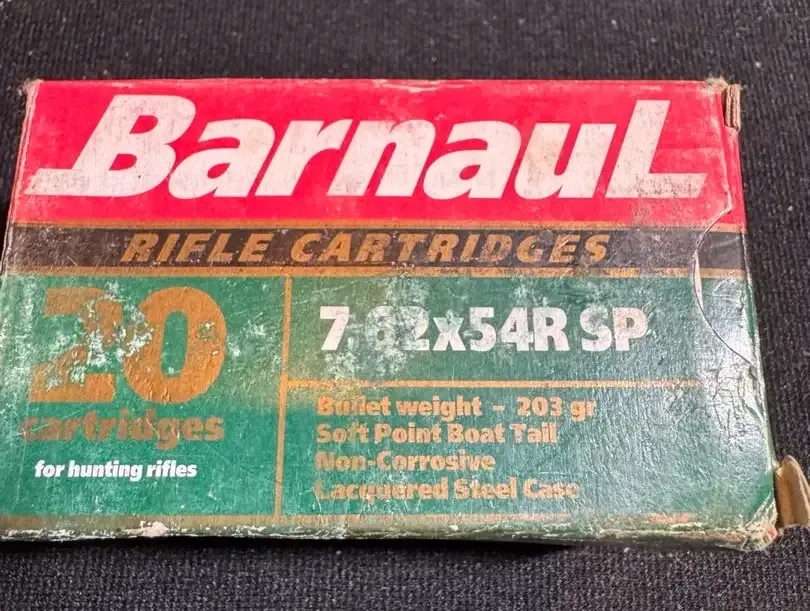 BarnauL
RIFLE CARTRIDGES
20
cartridges
for hunting rifles
7,62x54R SP
Bullet weight - 203 gr
Soft Point Boat Tail
Non-Corrosive
Lacquered Steel Case